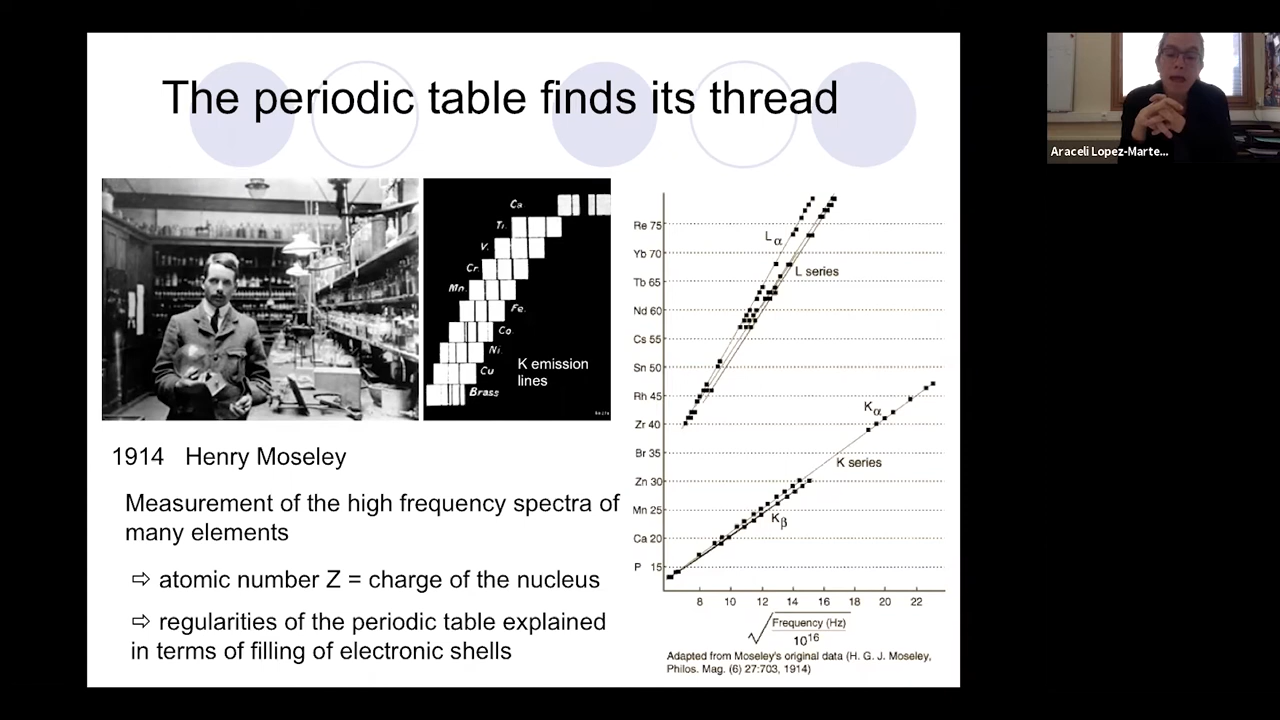 The periodic table finds its thread
Araceli Lopez-Marte...
Ca
Ti.
V.
Cr.
Mn.
Fe.
Co.
Ni.
Cu
Brass
K emission
lines
1914 Henry Moseley
Measurement of the high frequency spectra of
many elements
⇨ atomic number Z = charge of the nucleus
⇨ regularities of the periodic table explained
in terms of filling of electronic shells
Re 75
Yb 70
Tb 65
Nd 60
Cs 55
Sn 50
Rh 45
Zr 40
Br 35
Zn 30
Mn 25
Ca 20
P 15
Lα
L series
Kα
K series
Kβ
8 10 12 14 16 18 20 22
√ Frequency (Hz)
10¹⁶
Adapted from Moseley's original data (H. G. J. Moseley,
Philos. Mag. (6) 27:703, 1914)